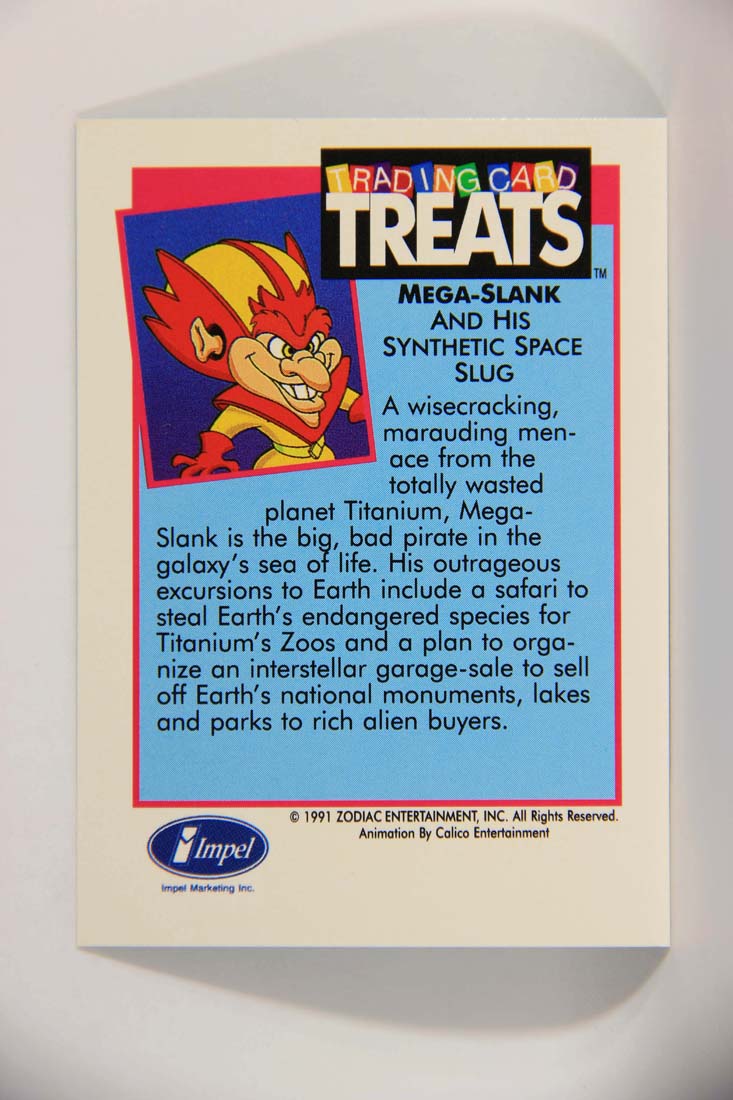 TRADING CARD
TREATS
™
MEGA-SLANK
AND HIS
SYNTHETIC SPACE
SLUG
A wisecracking,
marauding men-
ace from the
totally wasted
planet Titanium, Mega-
Slank is the big, bad pirate in the
galaxy's sea of life. His outrageous
excursions to Earth include a safari to
steal Earth's endangered species for
Titanium's Zoos and a plan to orga-
nize an interstellar garage-sale to sell
off Earth's national monuments, lakes
and parks to rich alien buyers.
© 1991 ZODIAC ENTERTAINMENT, INC. All Rights Reserved.
Animation By Calico Entertainment
Impel
Impel Marketing Inc.